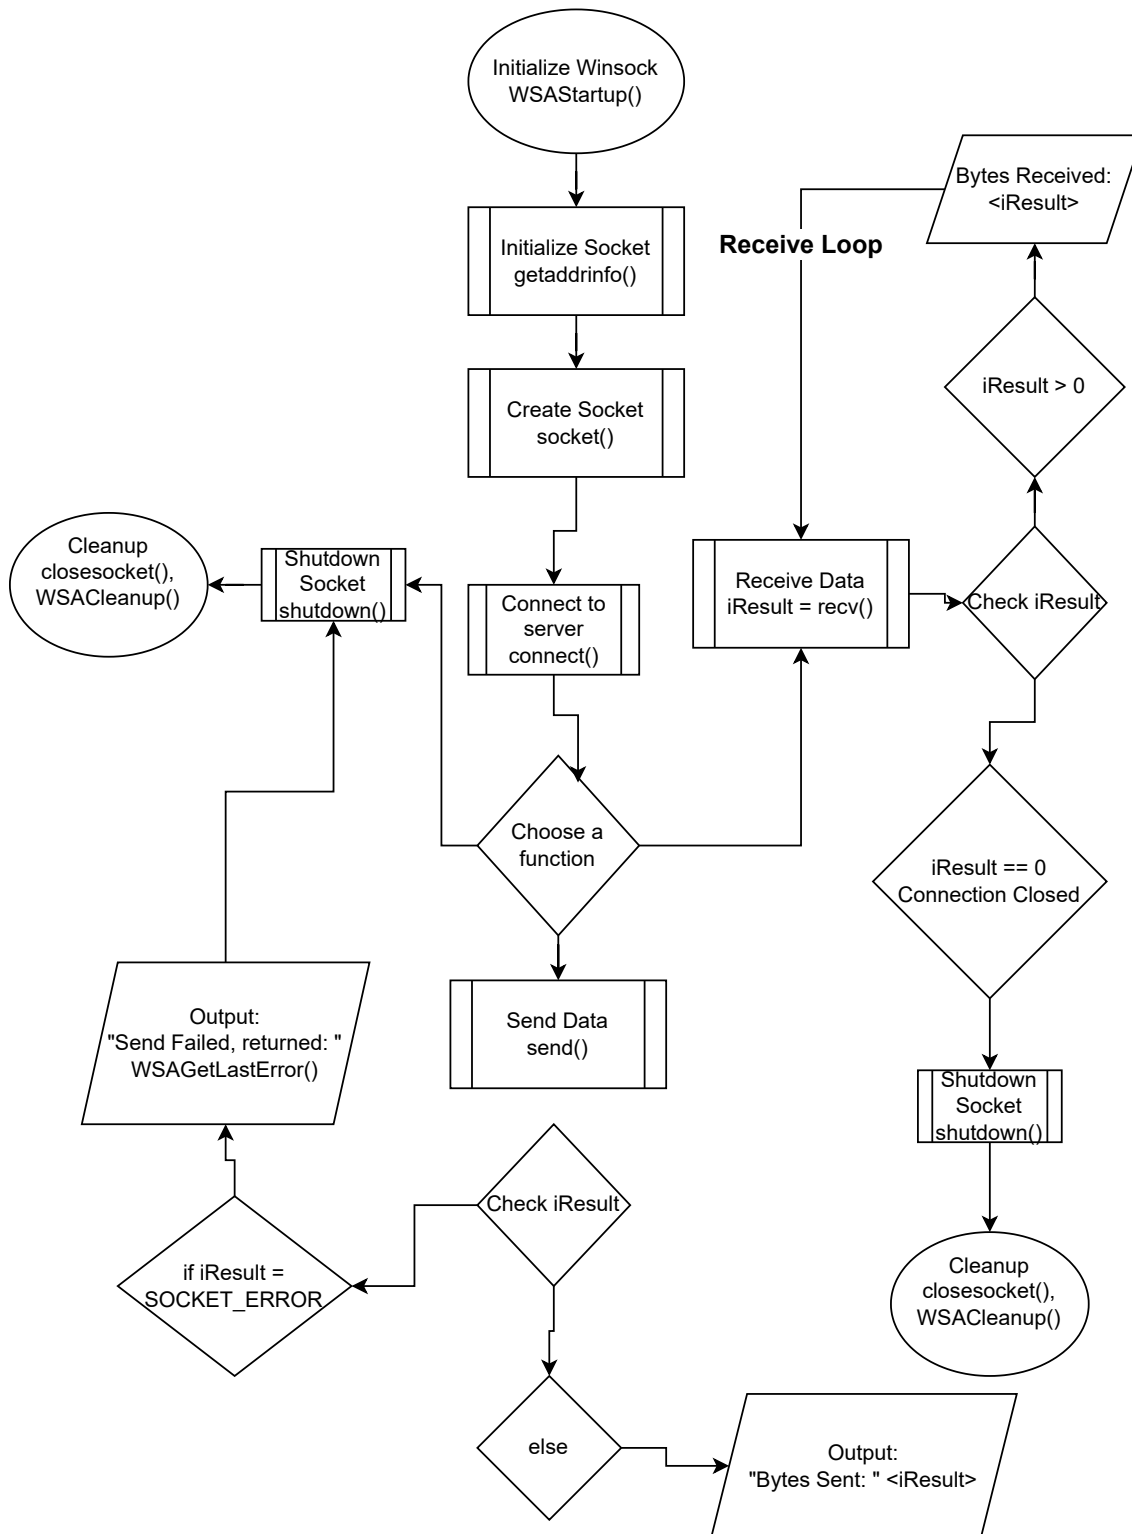 Initialize Winsock
WSAStartup()
Bytes Received:
<iResult>
Receive Loop
Initialize Socket
getaddrinfo()
iResult > 0
Create Socket
socket()
Cleanup
closesocket(),
WSACleanup()
Shutdown
Socket
shutdown()
Connect to
server
connect()
Receive Data
iResult = recv()
Check iResult
Choose a
function
iResult == 0
Connection Closed
Output:
"Send Failed, returned: "
WSAGetLastError()
Send Data
send()
Shutdown
Socket
shutdown()
Check iResult
if iResult =
SOCKET_ERROR
Cleanup
closesocket(),
WSACleanup()
else
Output:
"Bytes Sent: " <iResult>